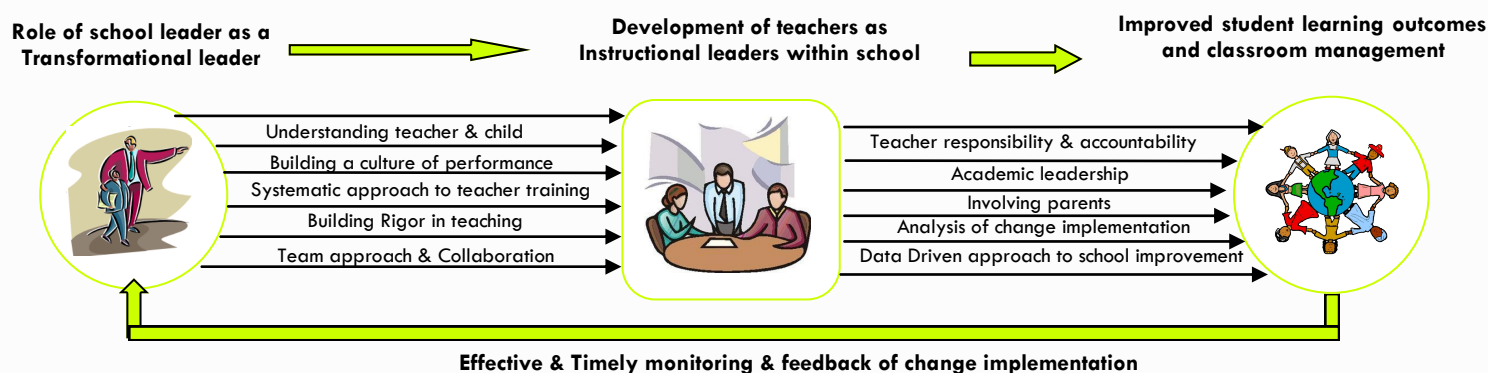 Role of school leader as a
Transformational leader
Development of teachers as
Instructional leaders within school
Improved student learning outcomes
and classroom management
Understanding teacher & child
Building a culture of performance
Systematic approach to teacher training
Building Rigor in teaching
Team approach & Collaboration
Teacher responsibility & accountability
Academic leadership
Involving parents
Analysis of change implementation
Data Driven approach to school improvement
Effective & Timely monitoring & feedback of change implementation